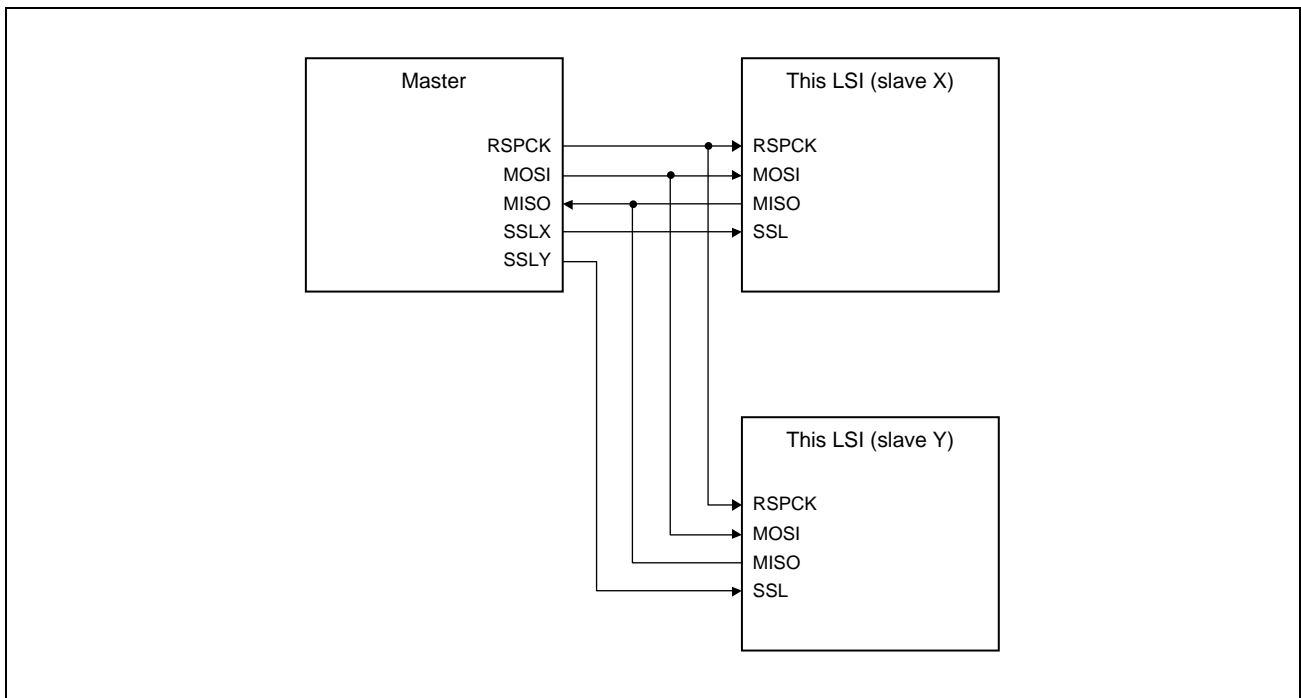 Master
RSPCK
MOSI
MISO
SSLX
SSLY
This LSI (slave X)
RSPCK
MOSI
MISO
SSL
This LSI (slave Y)
RSPCK
MOSI
MISO
SSL